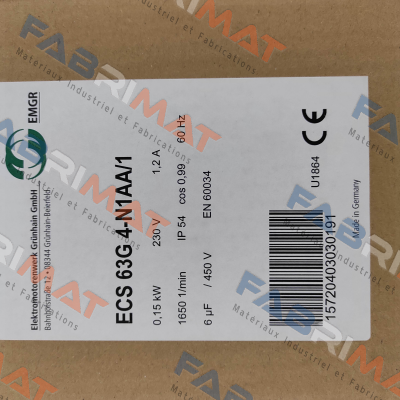 EMGR
Elektromotorenwerk Grünhain GmbH
Bahnhofstraße 12 • 08344 Grünhain-Beierfeld
ECS 63G 4-N1AA/1
0,15 kW 230 V 1,2 A
1650 1/min IP 54 cos 0,99 60 Hz
6 µF / 450 V EN 60034
CE
U1864
15720403030191
Made in Germany
FABRIMAT
Matériaux Industriel et Fabrications